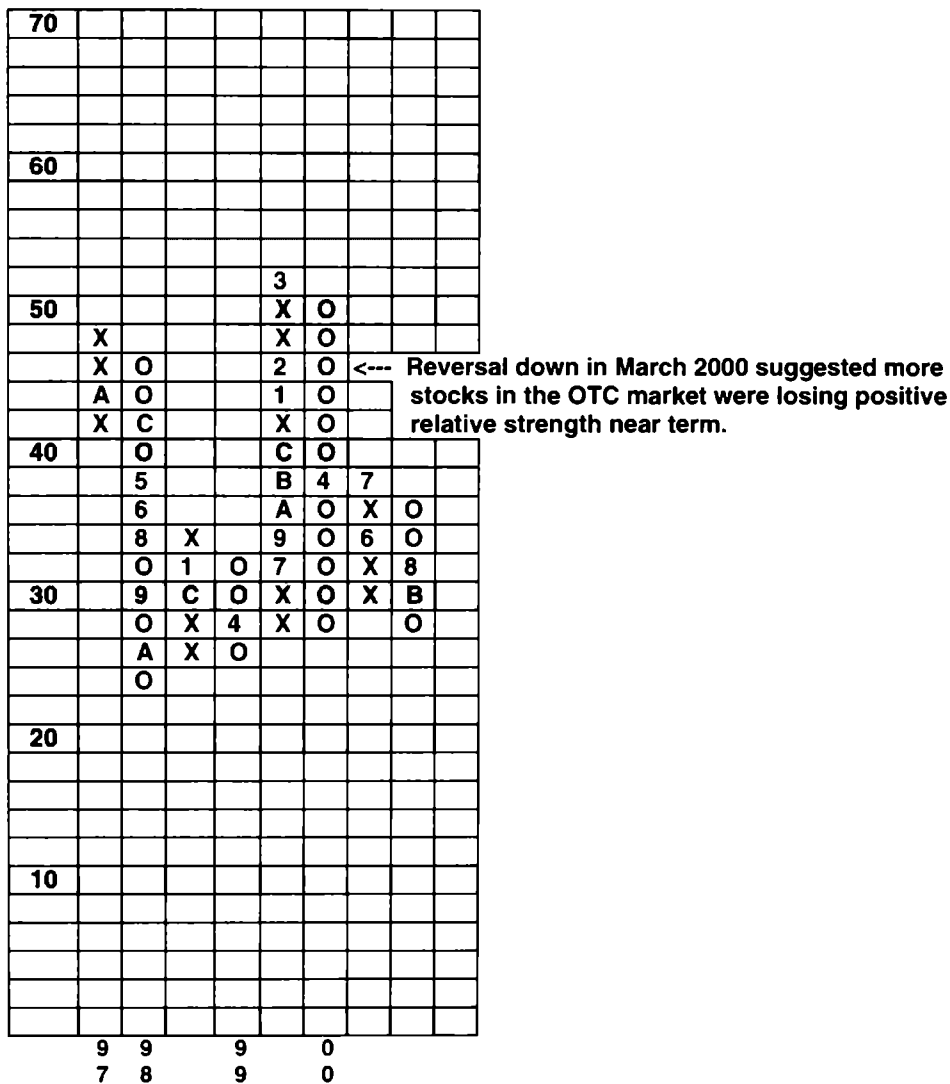 70
60
3
50 X O
X X O
X O 2 O <--- Reversal down in March 2000 suggested more
A O 1 O stocks in the OTC market were losing positive
X C X O relative strength near term.
40 O C O
5 B 4 7
6 A O X O
8 X 9 O 6 O
O 1 O 7 O X 8
30 9 C O X O X B
O X 4 X O O
A X O
O
20
10
9 9 9 0
7 8 9 0